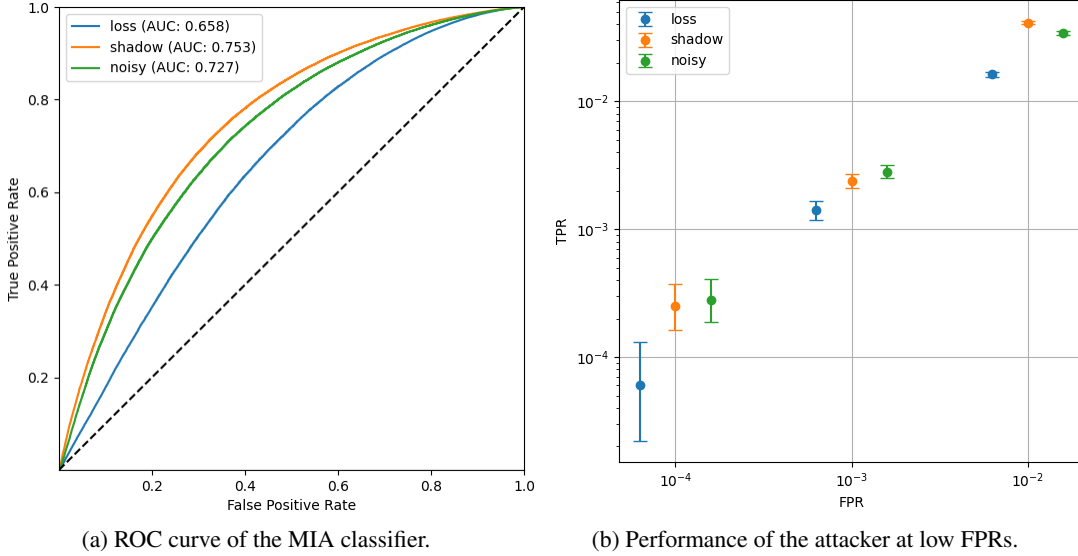 1.0
0.8
0.6
0.4
0.2
True Positive Rate
loss (AUC: 0.658)
shadow (AUC: 0.753)
noisy (AUC: 0.727)
0.2 0.4 0.6 0.8 1.0
False Positive Rate
(a) ROC curve of the MIA classifier.
loss
shadow
noisy
10⁻²
10⁻³
10⁻⁴
TPR
10⁻⁴ 10⁻³ 10⁻²
FPR
(b) Performance of the attacker at low FPRs.